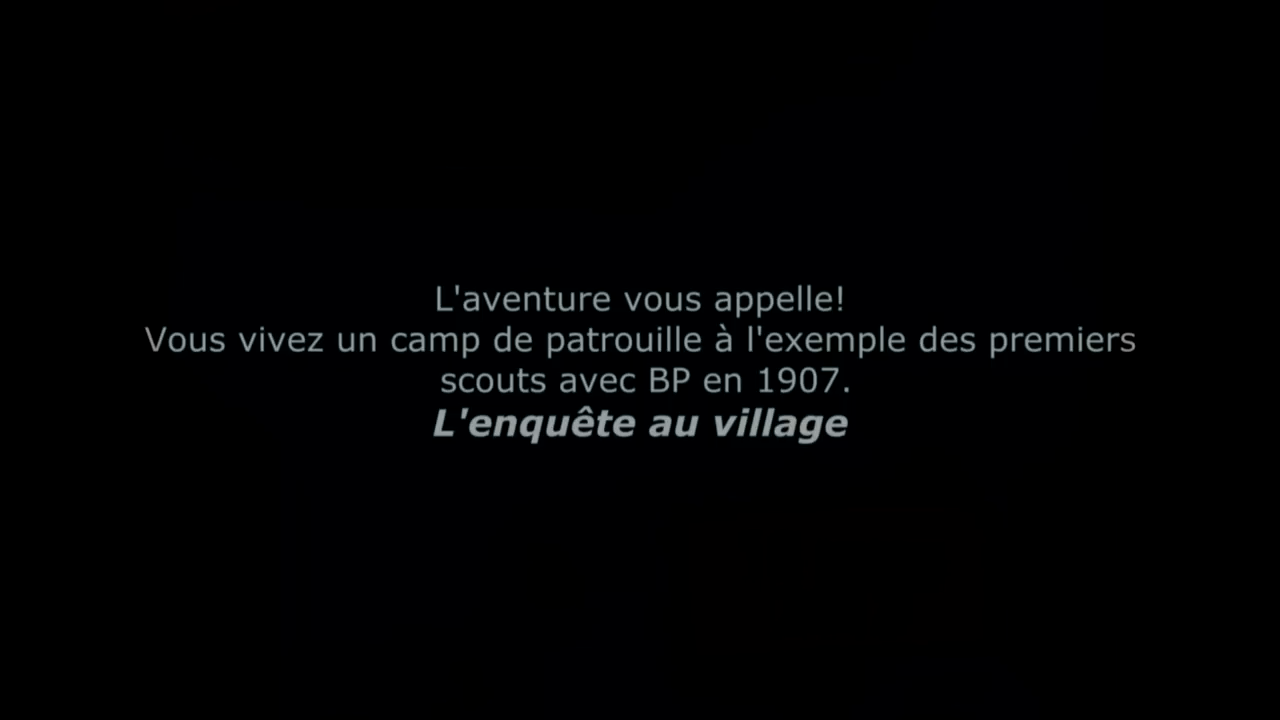 L'aventure vous appelle!
Vous vivez un camp de patrouille à l'exemple des premiers
scouts avec BP en 1907.
L'enquête au village